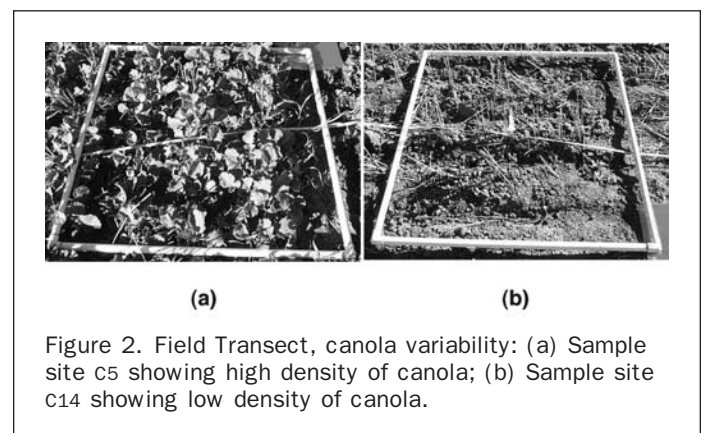 (a)
(b)
Figure 2. Field Transect, canola variability: (a) Sample
site C5 showing high density of canola; (b) Sample site
C14 showing low density of canola.